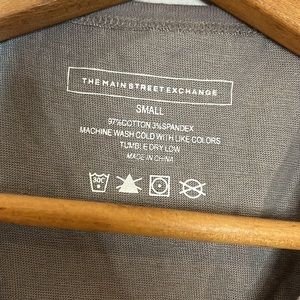 THE MAIN STREET EXCHANGE
SMALL
97%COTTON 3%SPANDEX
MACHINE WASH COLD WITH LIKE COLORS
TUMBLE DRY LOW
MADE IN CHINA
30C